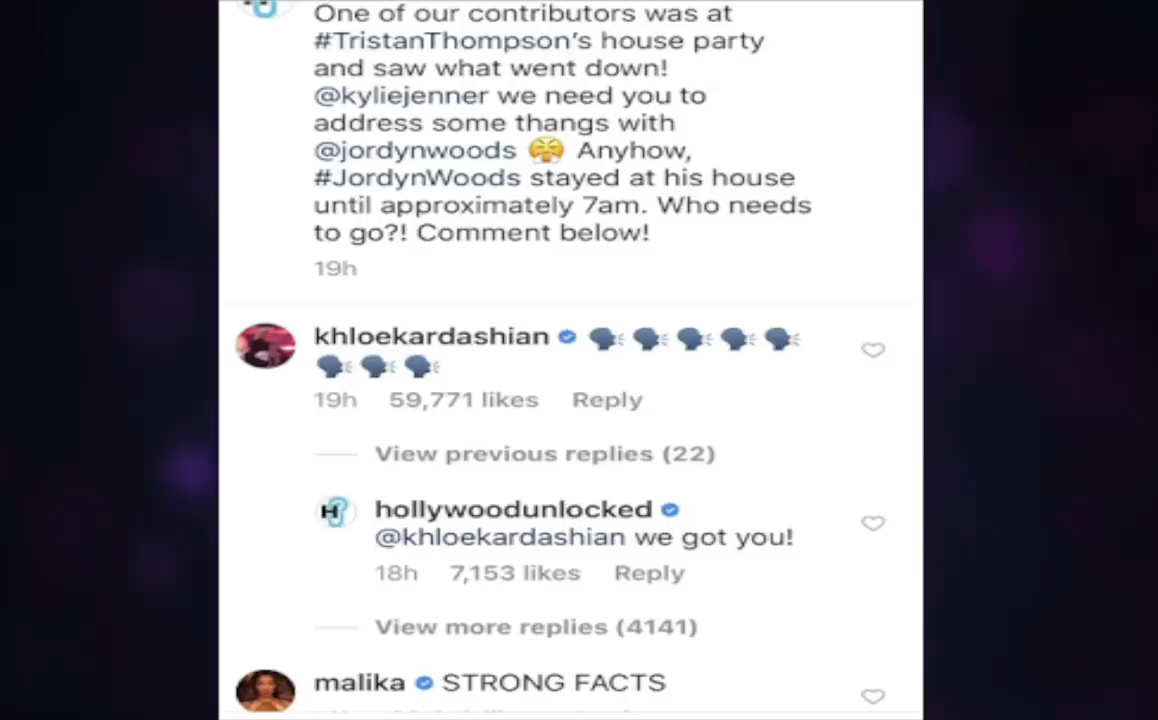 One of our contributors was at
#TristanThompson's house party
and saw what went down!
@kyliejenner we need you to
address some thangs with
@jordynwoods 😤 Anyhow,
#JordynWoods stayed at his house
until approximately 7am. Who needs
to go?! Comment below!
19h
khloekardashian 🗣🗣🗣🗣🗣
🗣🗣🗣
19h 59,771 likes Reply
View previous replies (22)
H
hollywoodunlocked
@khloekardashian we got you!
18h 7,153 likes Reply
View more replies (4141)
malika STRONG FACTS